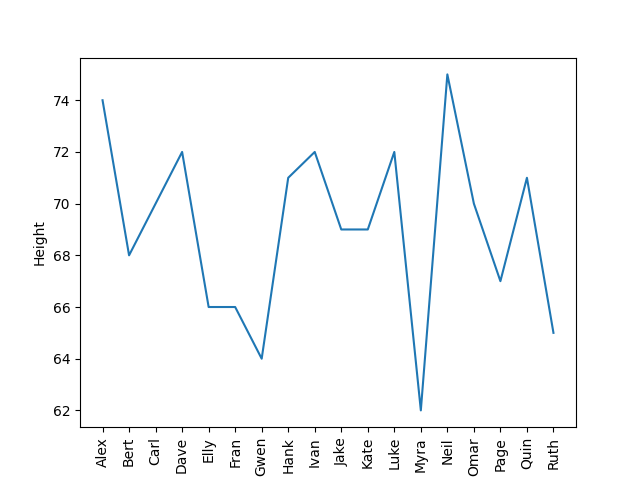 74
72
70
68
66
64
62
Height
Alex
Bert
Carl
Dave
Elly
Fran
Gwen
Hank
Ivan
Jake
Kate
Luke
Myra
Neil
Omar
Page
Quin
Ruth